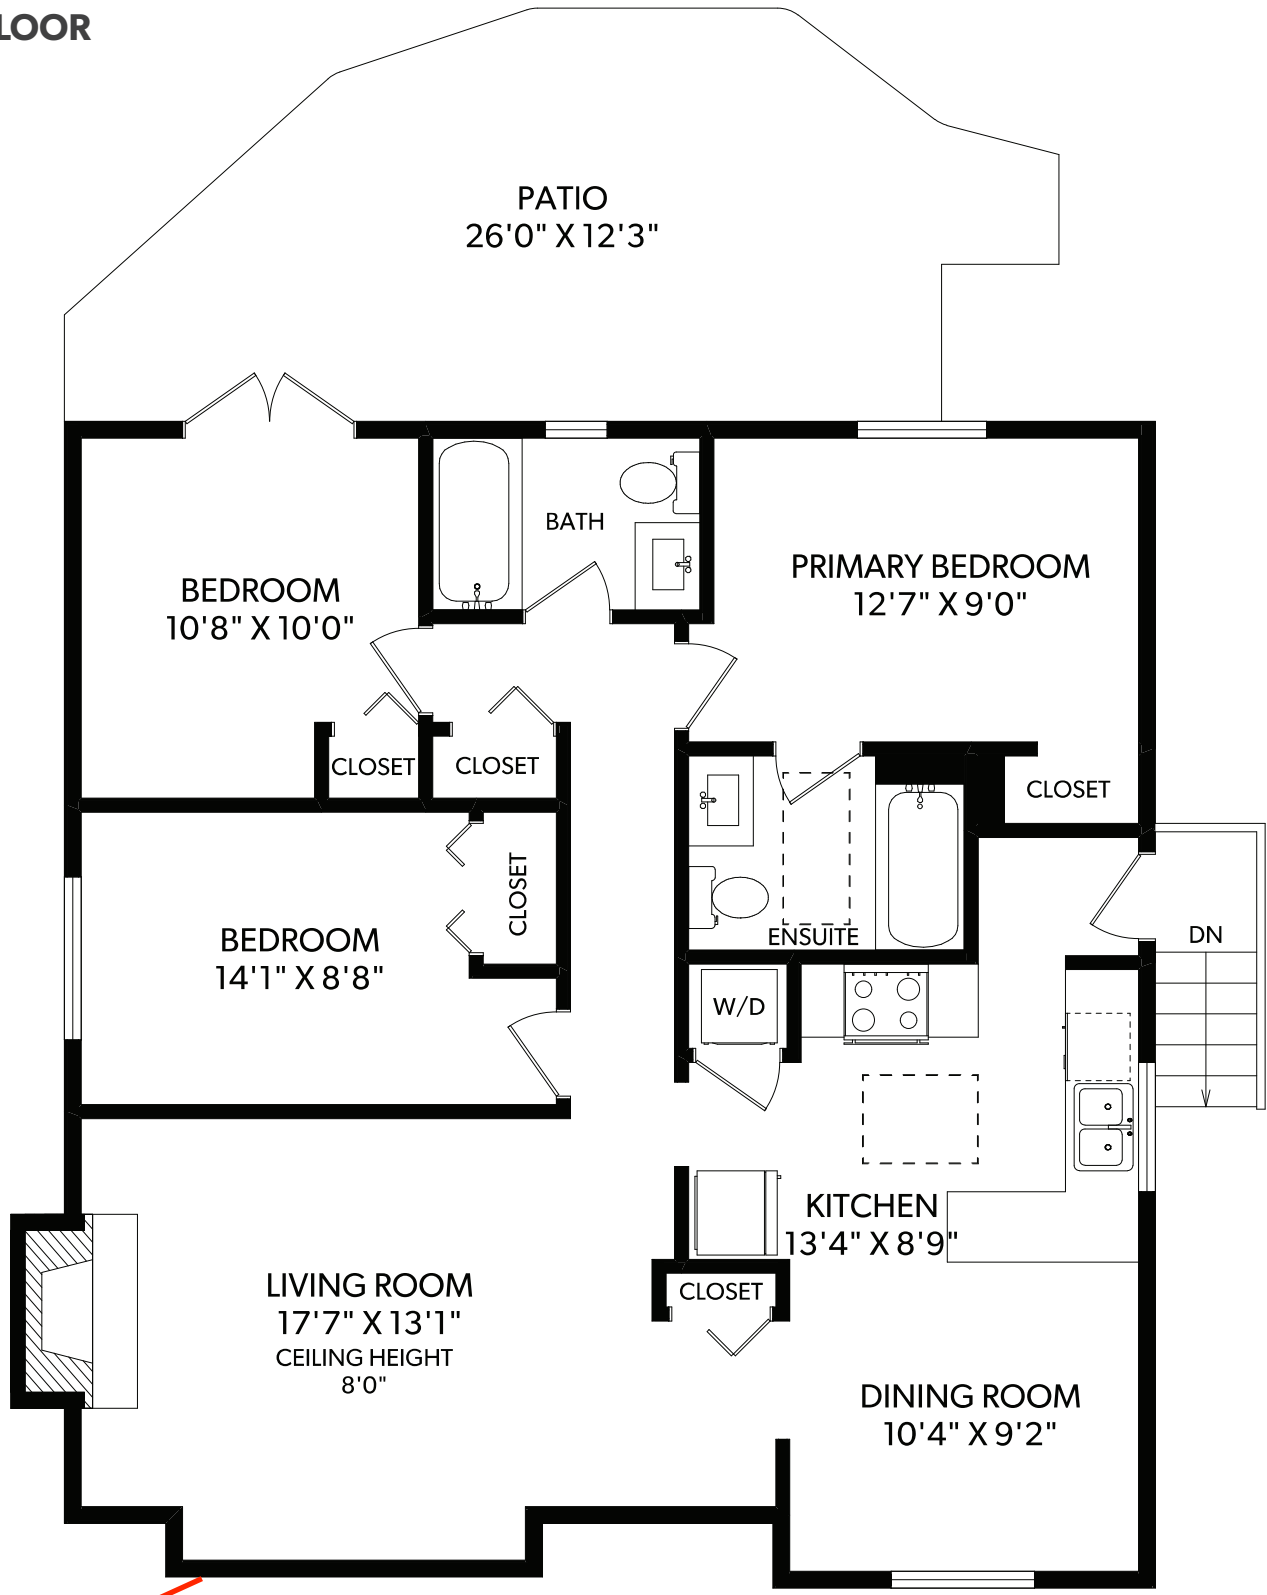 LOOR
PATIO
26'0" X 12'3"
BATH
PRIMARY BEDROOM
12'7" X 9'0"
BEDROOM
10'8" X 10'0"
CLOSET
CLOSET
CLOSET
CLOSET
BEDROOM
14'1" X 8'8"
ENSUITE
DN
W/D
KITCHEN
13'4" X 8'9"
LIVING ROOM
17'7" X 13'1"
CEILING HEIGHT
8'0"
CLOSET
DINING ROOM
10'4" X 9'2"